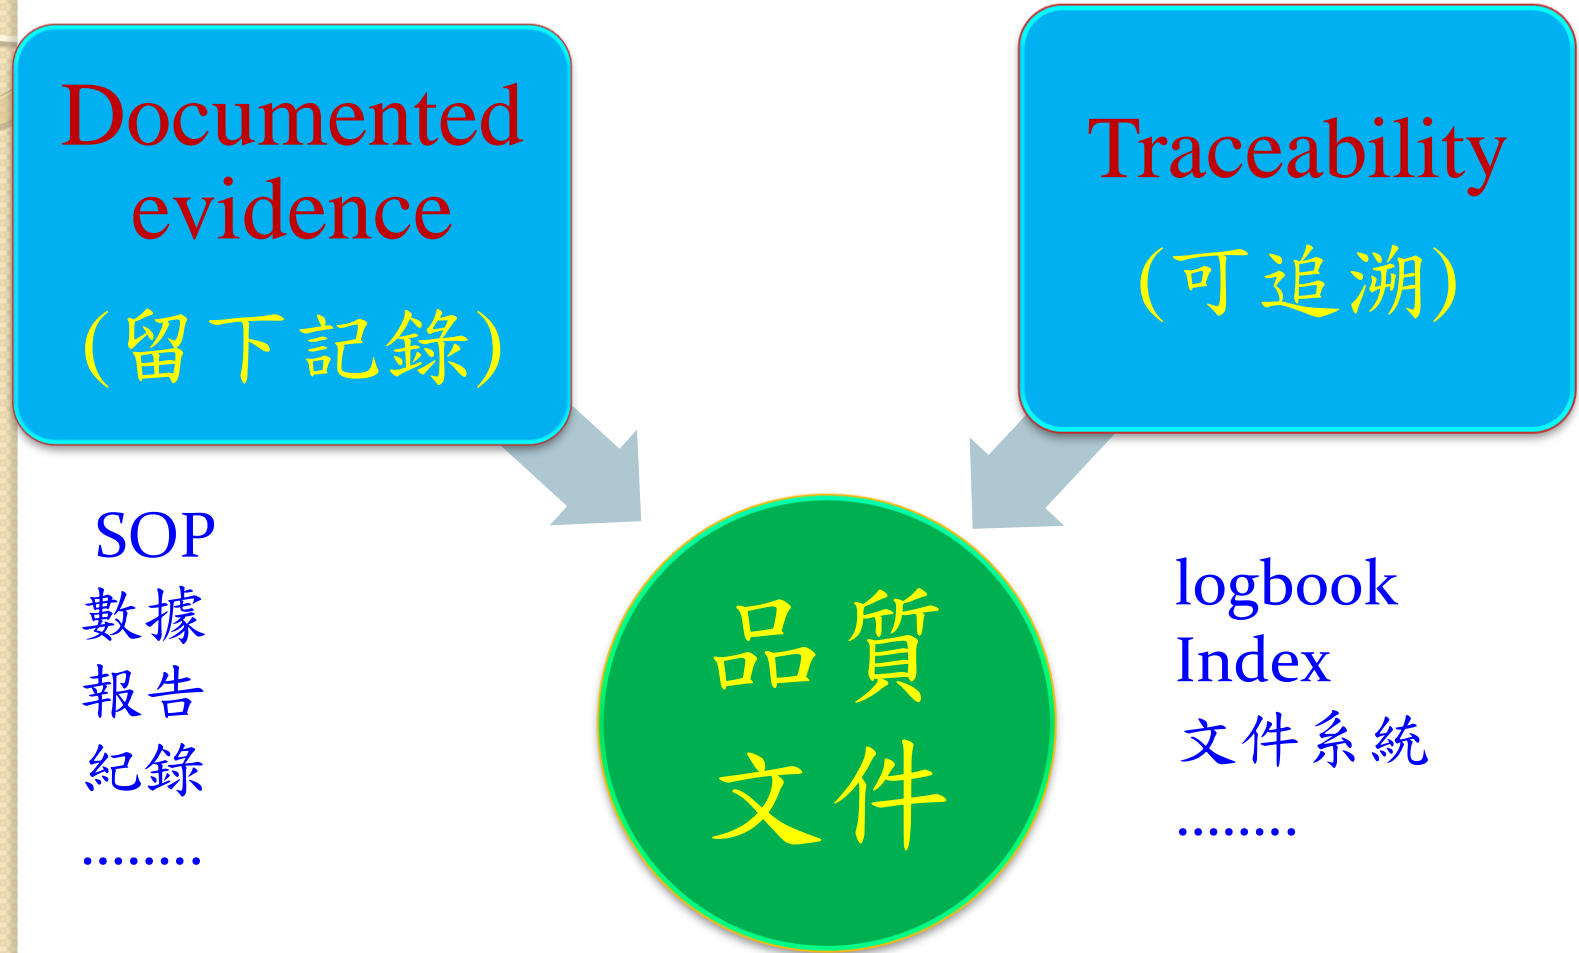 Documented
evidence
(留下記錄)
Traceability
(可追溯)
SOP
數據
報告
紀錄
........
品質
文件
logbook
Index
文件系統
........